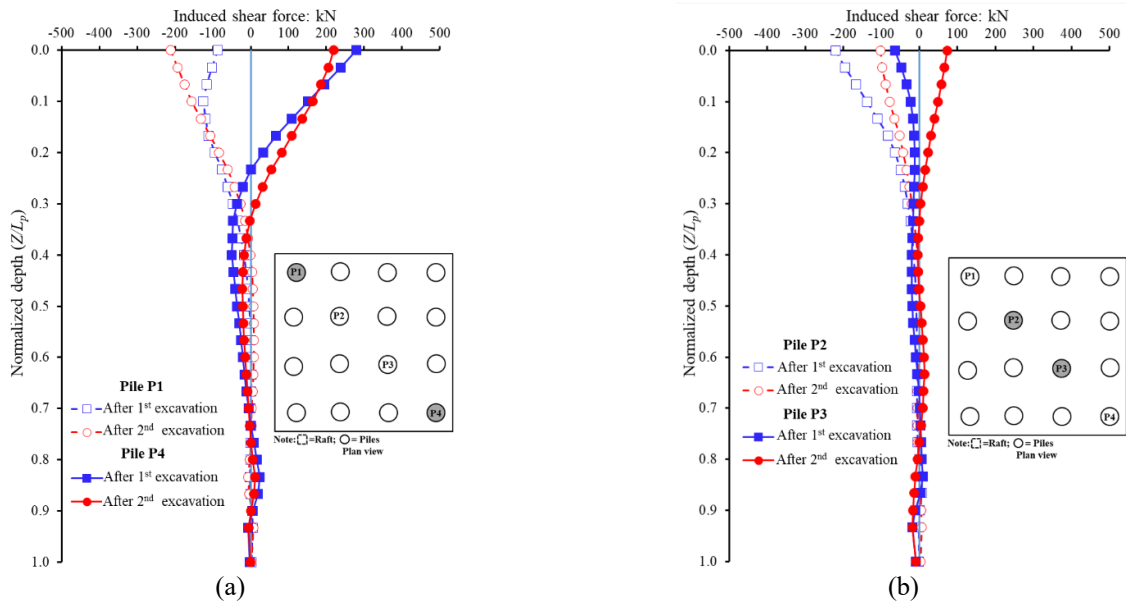 Induced shear force: kN
-500 -400 -300 -200 -100 0 100 200 300 400 500
Normalized depth (Z/Lp)
0.0
0.1
0.2
0.3
0.4
0.5
0.6
0.7
0.8
0.9
1.0
P1
P2
P3
P4
Note: =Raft; = Piles
Plan view
Pile P1
After 1st excavation
After 2nd excavation
Pile P4
After 1st excavation
After 2nd excavation
(a)
Induced shear force: kN
-500 -400 -300 -200 -100 0 100 200 300 400 500
Normalized depth (Z/Lp)
0.0
0.1
0.2
0.3
0.4
0.5
0.6
0.7
0.8
0.9
1.0
P1
P2
P3
P4
Note: =Raft; = Piles
Plan view
Pile P2
After 1st excavation
After 2nd excavation
Pile P3
After 1st excavation
After 2nd excavation
(b)